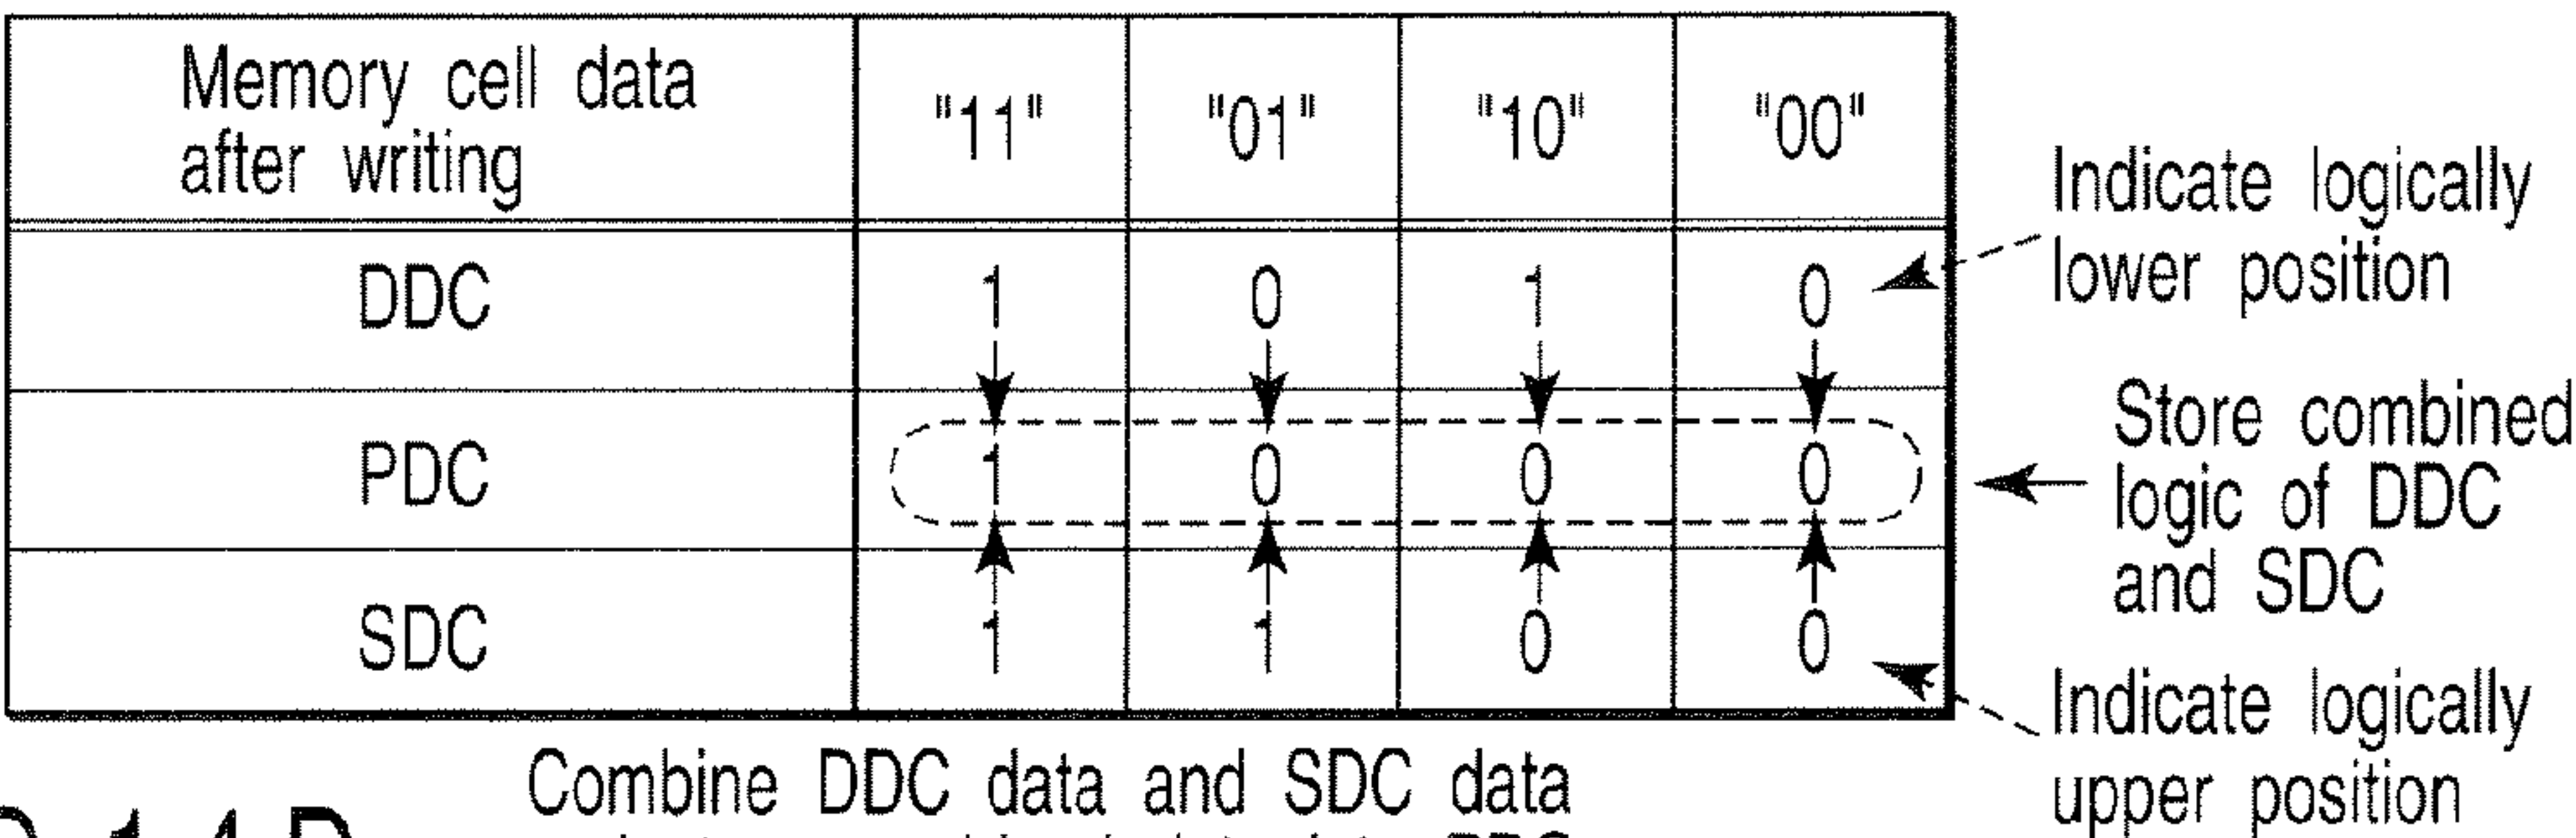 Memory cell data
after writing
"11" "01" "10" "00"
DDC 1 0 1 0
PDC 1 0 0 0
SDC 1 1 0 0
Indicate logically
lower position
Store combined
logic of DDC
and SDC
Indicate logically
upper position
Combine DDC data and SDC data